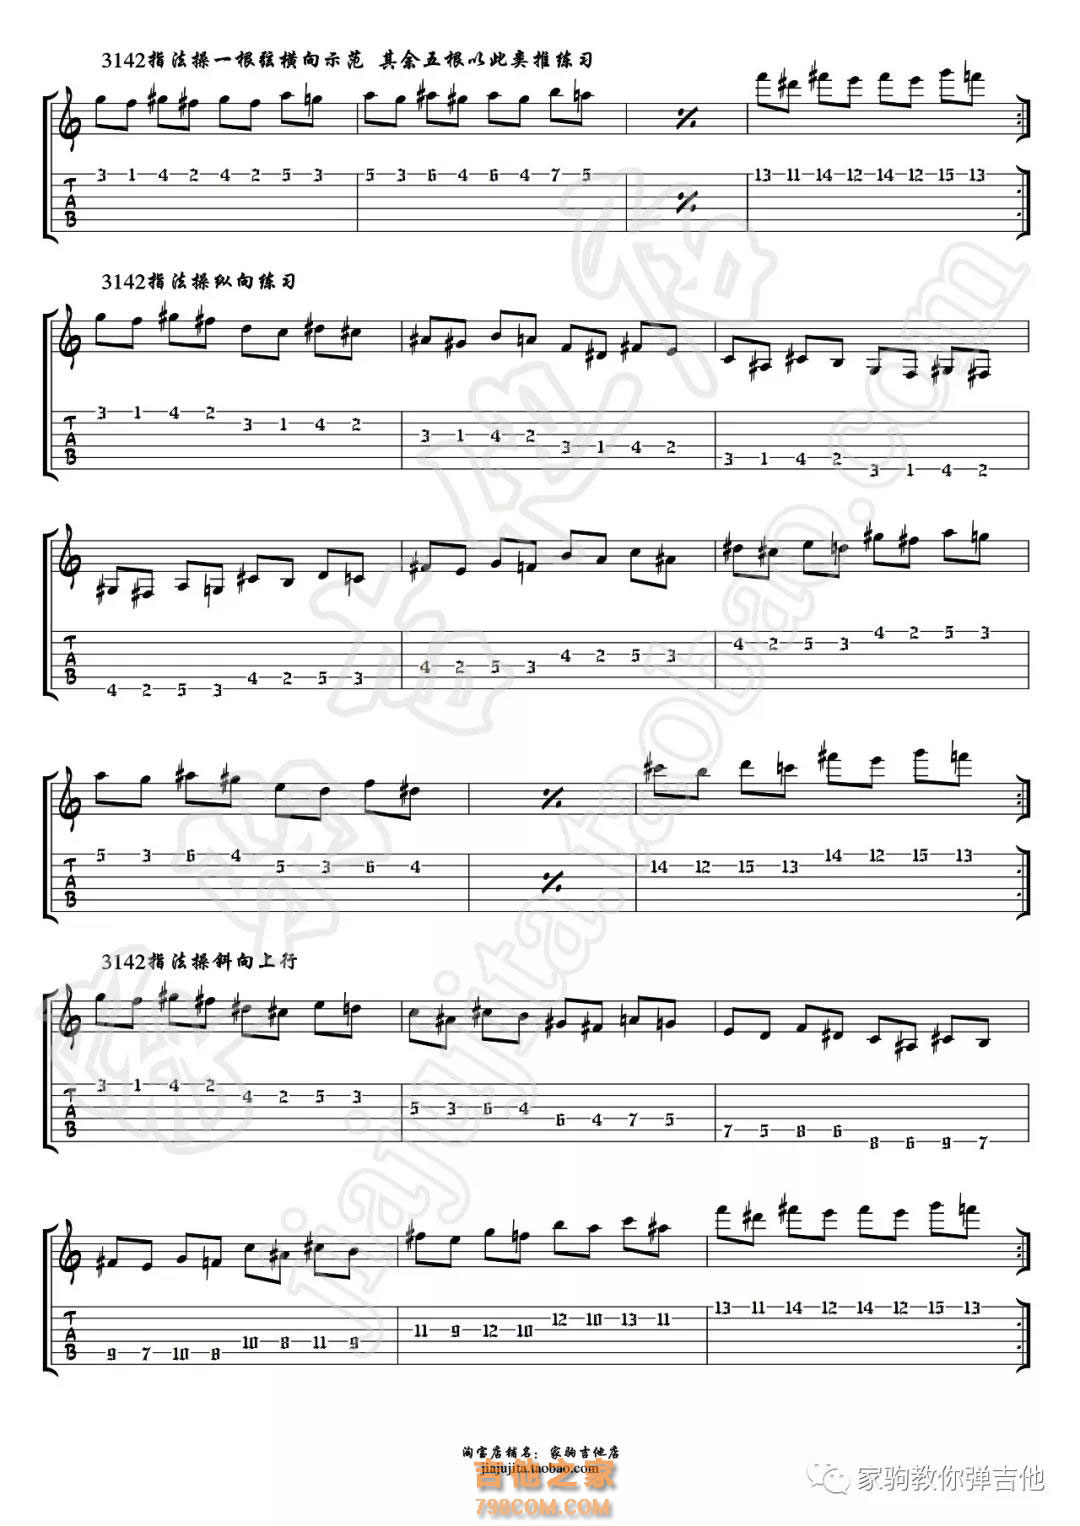 3142指法操一根弦横向示范 其余五根以此类推练习
T 3 1 4 2 4 2 5 3 5 3 6 4 6 4 7 5 13 11 14 12 14 12 15 13
A
B
3142指法操纵向练习
T 3 1 4 2 3 1 4 2 3 1 4 2 3 1 4 2 3 1 4 2 3 1 4 2
A
B
T 4 2 5 3 4 2 5 3 4 2 5 3 4 2 5 3 4 2 5 3 4 2 5 3
A
B
T 5 3 6 4 5 3 6 4 14 12 15 13 14 12 15 13
A
B
3142指法操斜向上行
T 3 1 4 2 4 2 5 3 5 3 6 4 6 4 7 5 7 5 8 6 8 6 9 7
A
B
T 9 7 10 8 10 8 11 9 11 9 12 10 12 10 13 11 13 11 14 12 14 12 15 13
A
B
家驹吉他店
jiajujita.taobao.com
淘宝店铺名：家驹吉他店
jiajujita.taobao.com
吉他之家
798COM.COM
家驹教你弹吉他